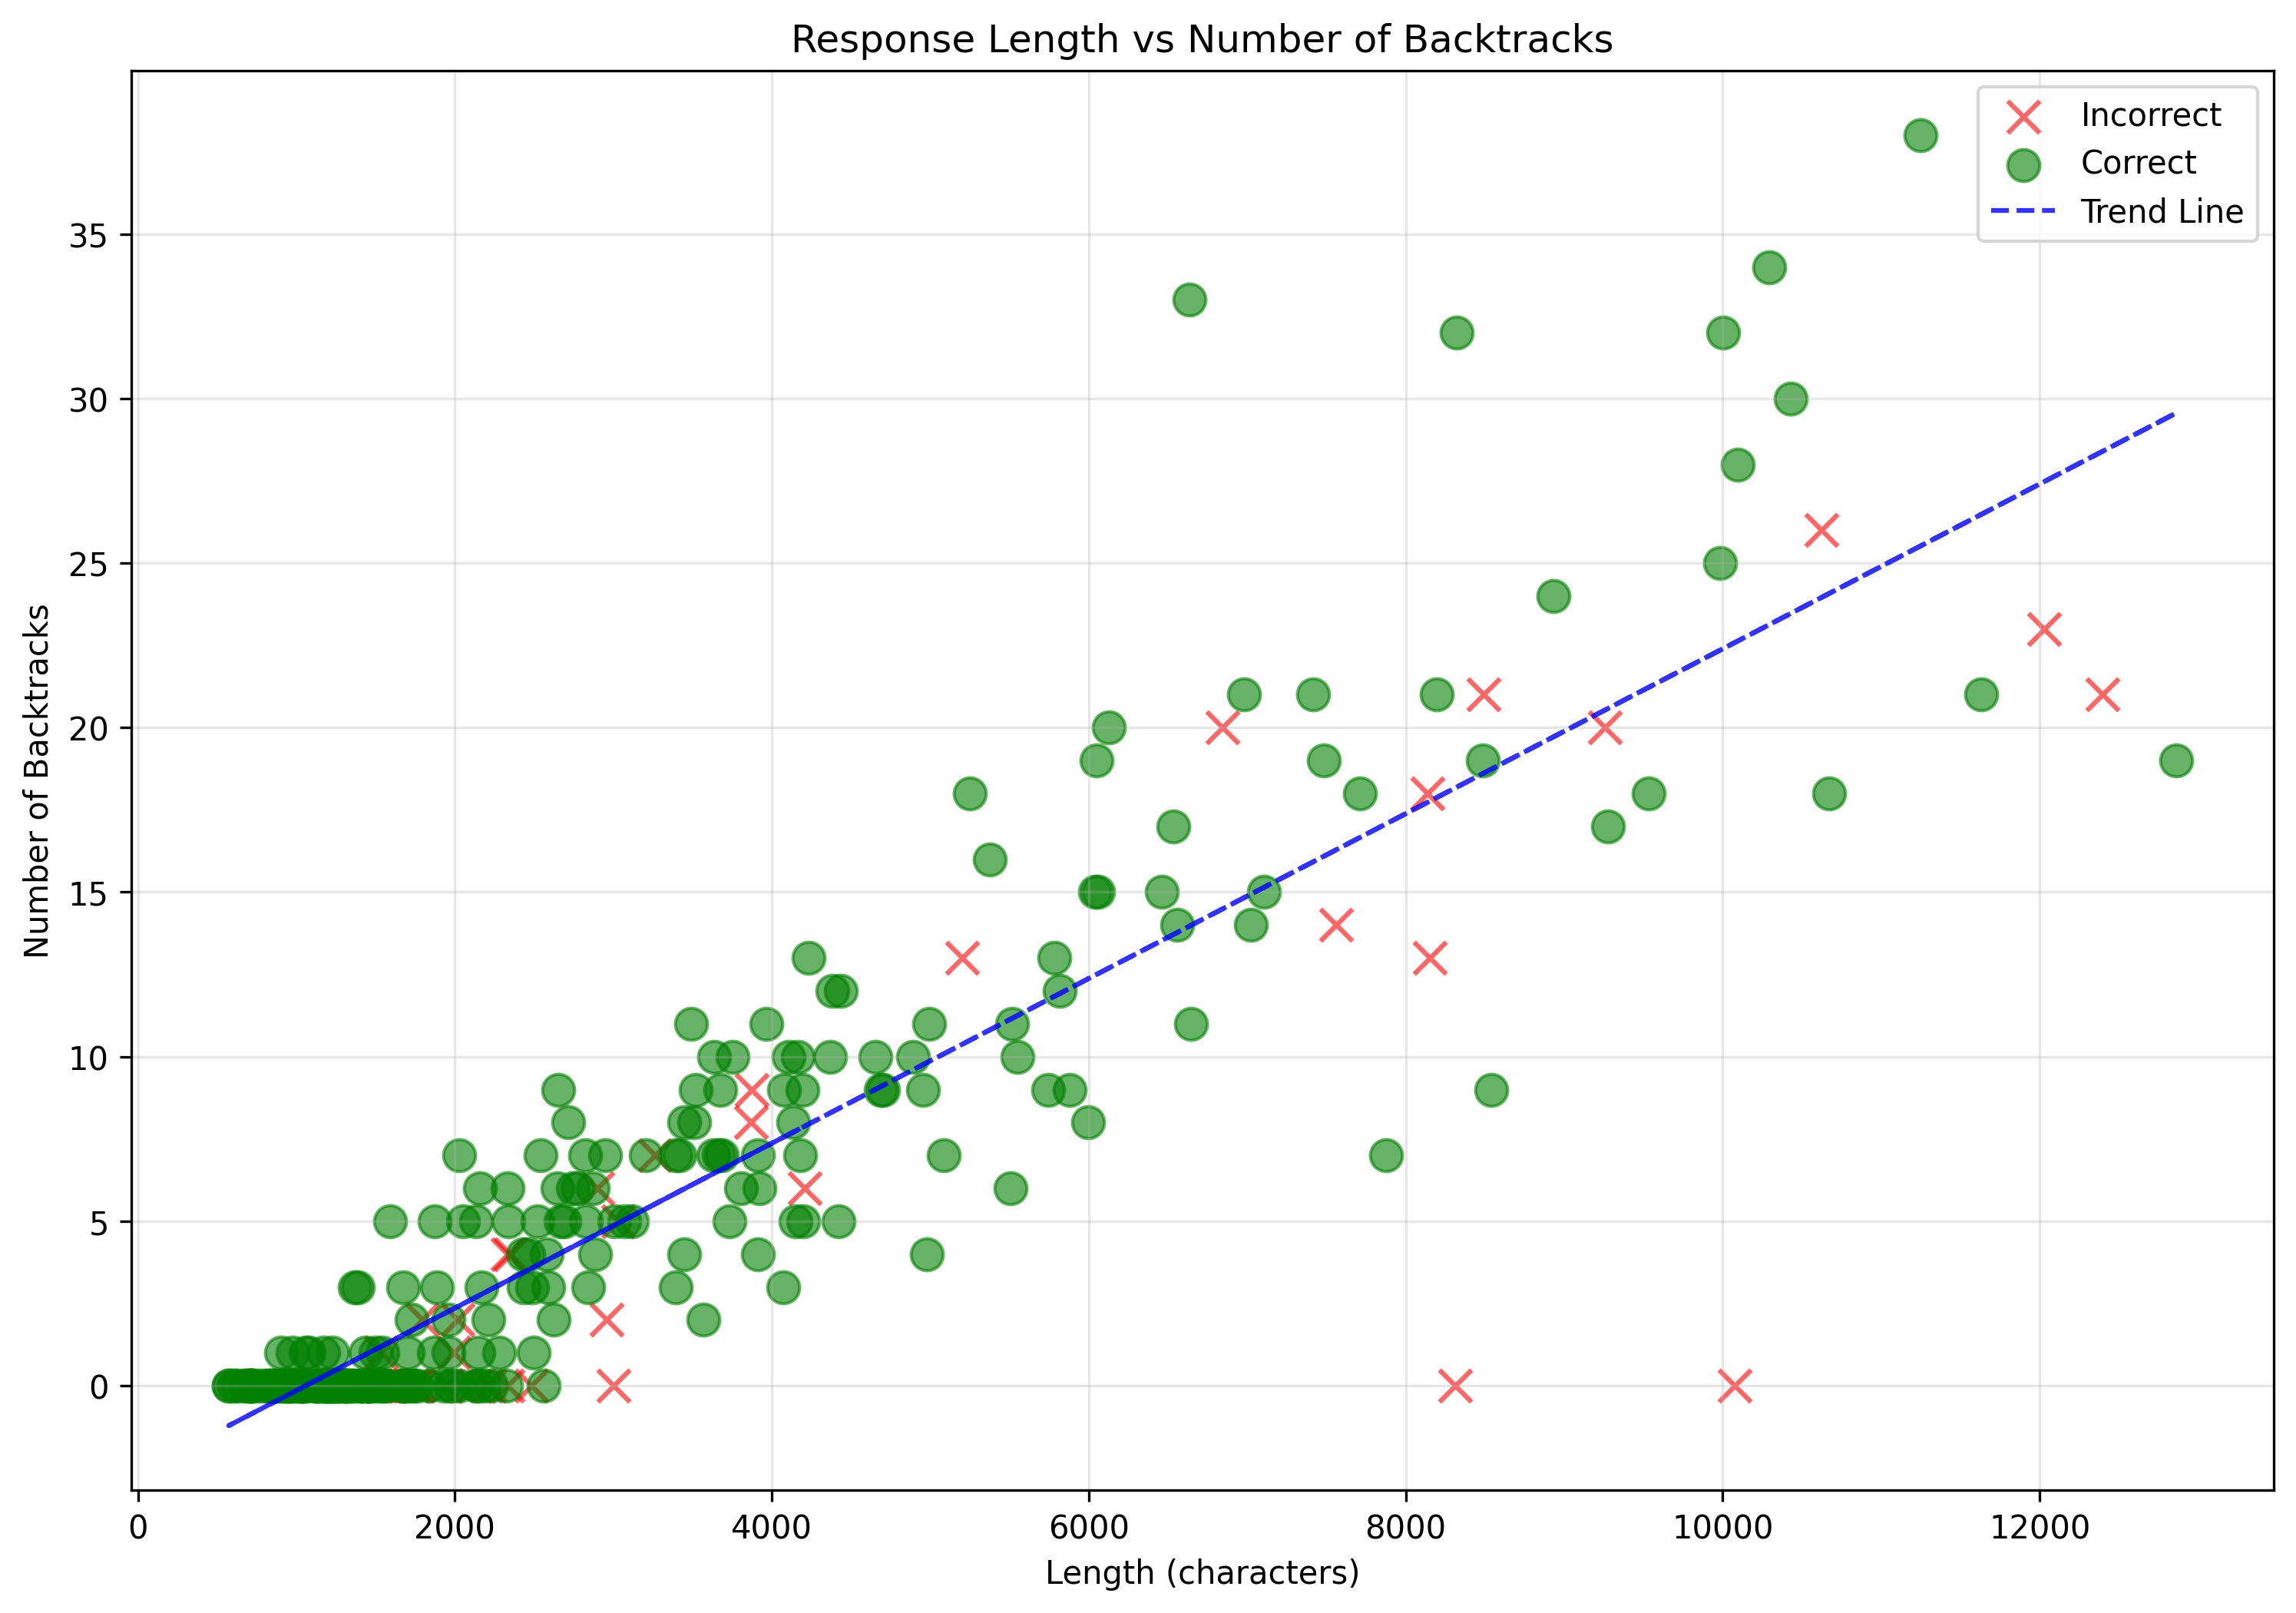 Response Length vs Number of Backtracks
Incorrect
Correct
Trend Line
Number of Backtracks
35
30
25
20
15
10
5
0
0 2000 4000 6000 8000 10000 12000
Length (characters)